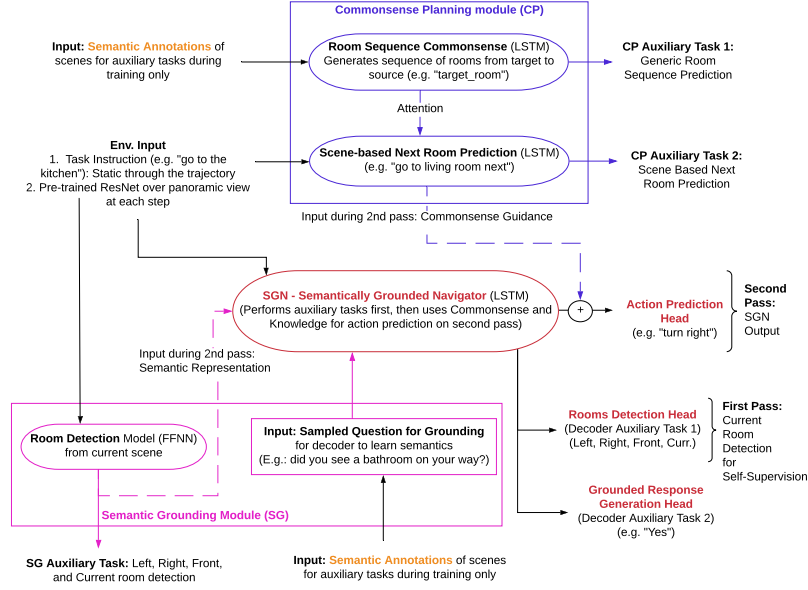 Commonsense Planning module (CP)
Input: Semantic Annotations of
scenes for auxiliary tasks during
training only
Room Sequence Commonsense (LSTM)
Generates sequence of rooms from target to
source (e.g. "target_room")
CP Auxiliary Task 1:
Generic Room
Sequence Prediction
Attention
Env. Input
1. Task Instruction (e.g. "go to the
kitchen"): Static through the trajectory
2. Pre-trained ResNet over panoramic view
at each step
Scene-based Next Room Prediction (LSTM)
(e.g. "go to living room next")
CP Auxiliary Task 2:
Scene Based Next
Room Prediction
Input during 2nd pass: Commonsense Guidance
SGN - Semantically Grounded Navigator (LSTM)
(Performs auxiliary tasks first, then uses Commonsense and
Knowledge for action prediction on second pass)
+
Action Prediction
Head
(e.g. "turn right")
Second
Pass:
SGN
Output
Input during 2nd pass:
Semantic Representation
Room Detection Model (FFNN)
from current scene
Input: Sampled Question for Grounding
for decoder to learn semantics
(E.g.: did you see a bathroom on your way?)
Rooms Detection Head
(Decoder Auxiliary Task 1)
(Left, Right, Front, Curr.)
First Pass:
Current
Room
Detection
for
Self-Supervision
Semantic Grounding Module (SG)
Grounded Response
Generation Head
(Decoder Auxiliary Task 2)
(e.g. "Yes")
SG Auxiliary Task: Left, Right, Front,
and Current room detection
Input: Semantic Annotations of scenes
for auxiliary tasks during training only